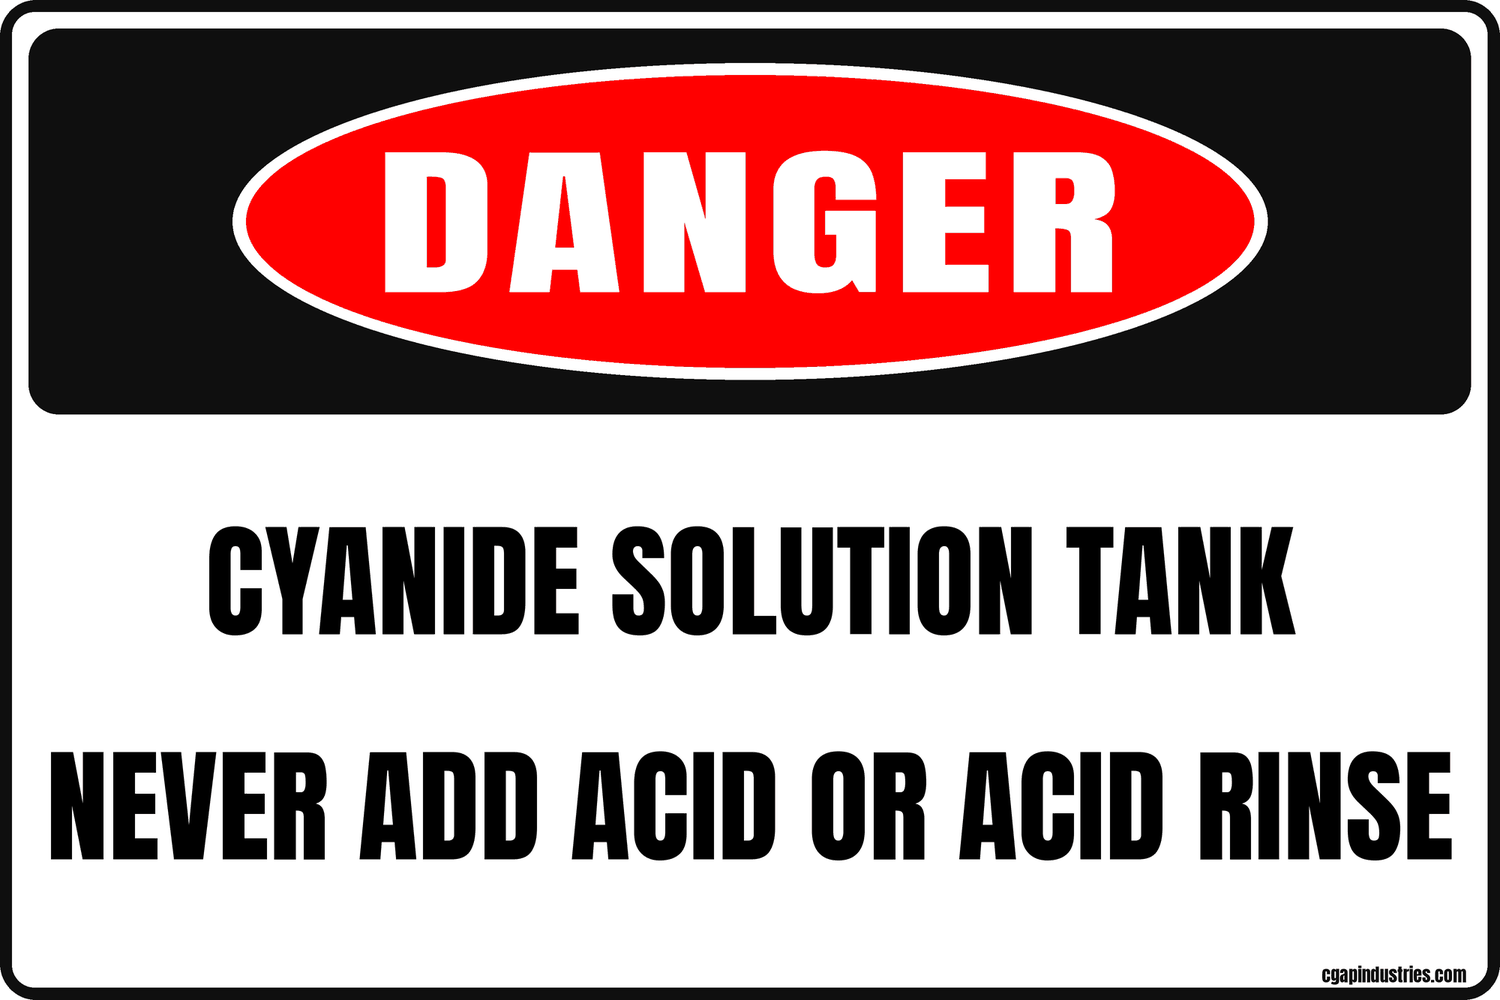 DANGER
CYANIDE SOLUTION TANK
NEVER ADD ACID OR ACID RINSE
cgapindustries.com